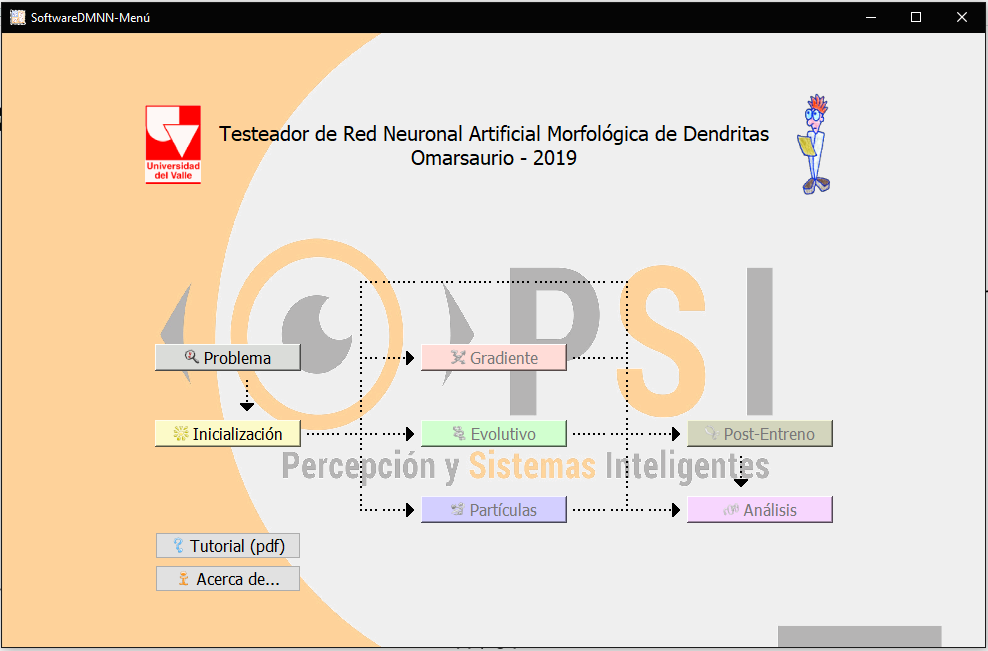 SoftwareDMNN-Menú
Testeador de Red Neuronal Artificial Morfológica de Dendritas
Omarsaurio - 2019
Universidad
del Valle
PSI
Problema
Gradiente
Inicialización
Evolutivo
Post-Entreno
Percepción y Sistemas Inteligentes
Partículas
Análisis
Tutorial (pdf)
Acerca de...